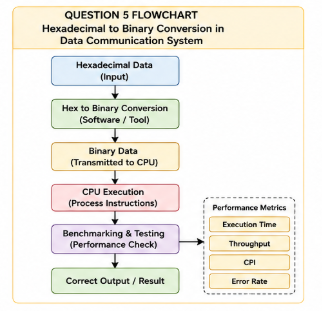 QUESTION 5 FLOWCHART
Hexadecimal to Binary Conversion in
Data Communication System
Hexadecimal Data
(Input)
Hex to Binary Conversion
(Software / Tool)
Binary Data
(Transmitted to CPU)
CPU Execution
(Process Instructions)
Benchmarking & Testing
(Performance Check)
Correct Output / Result
Performance Metrics
Execution Time
Throughput
CPI
Error Rate